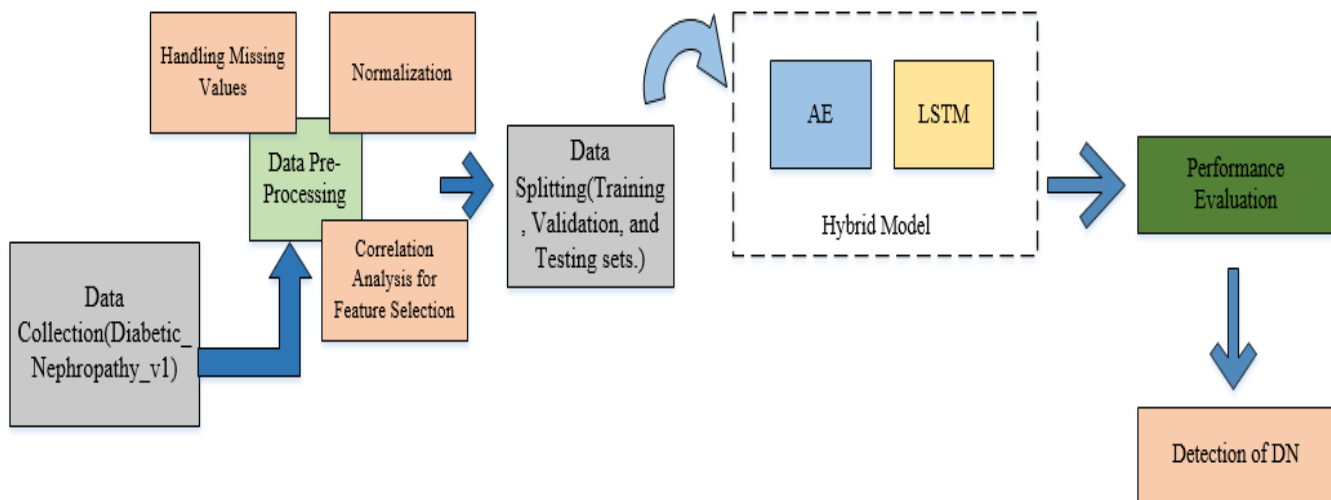 Handling Missing
Values
Normalization
Data Pre-
Processing
Correlation
Analysis for
Feature Selection
Data
Collection(Diabetic_
Nephropathy_v1)
Data
Splitting(Training
, Validation, and
Testing sets.)
AE
LSTM
Hybrid Model
Performance
Evaluation
Detection of DN